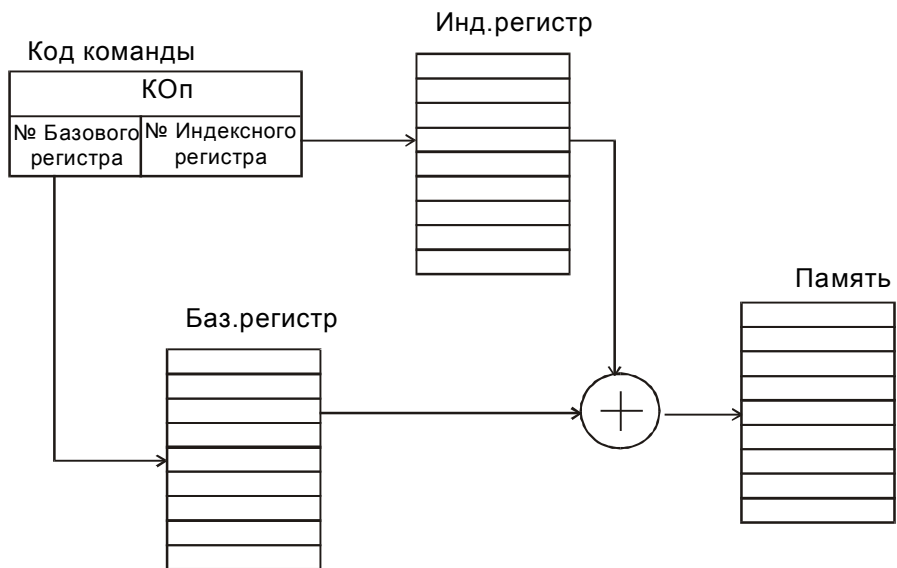 Инд.регистр
Код команды
КОп
№ Базового
регистра
№ Индексного
регистра
Память
Баз.регистр